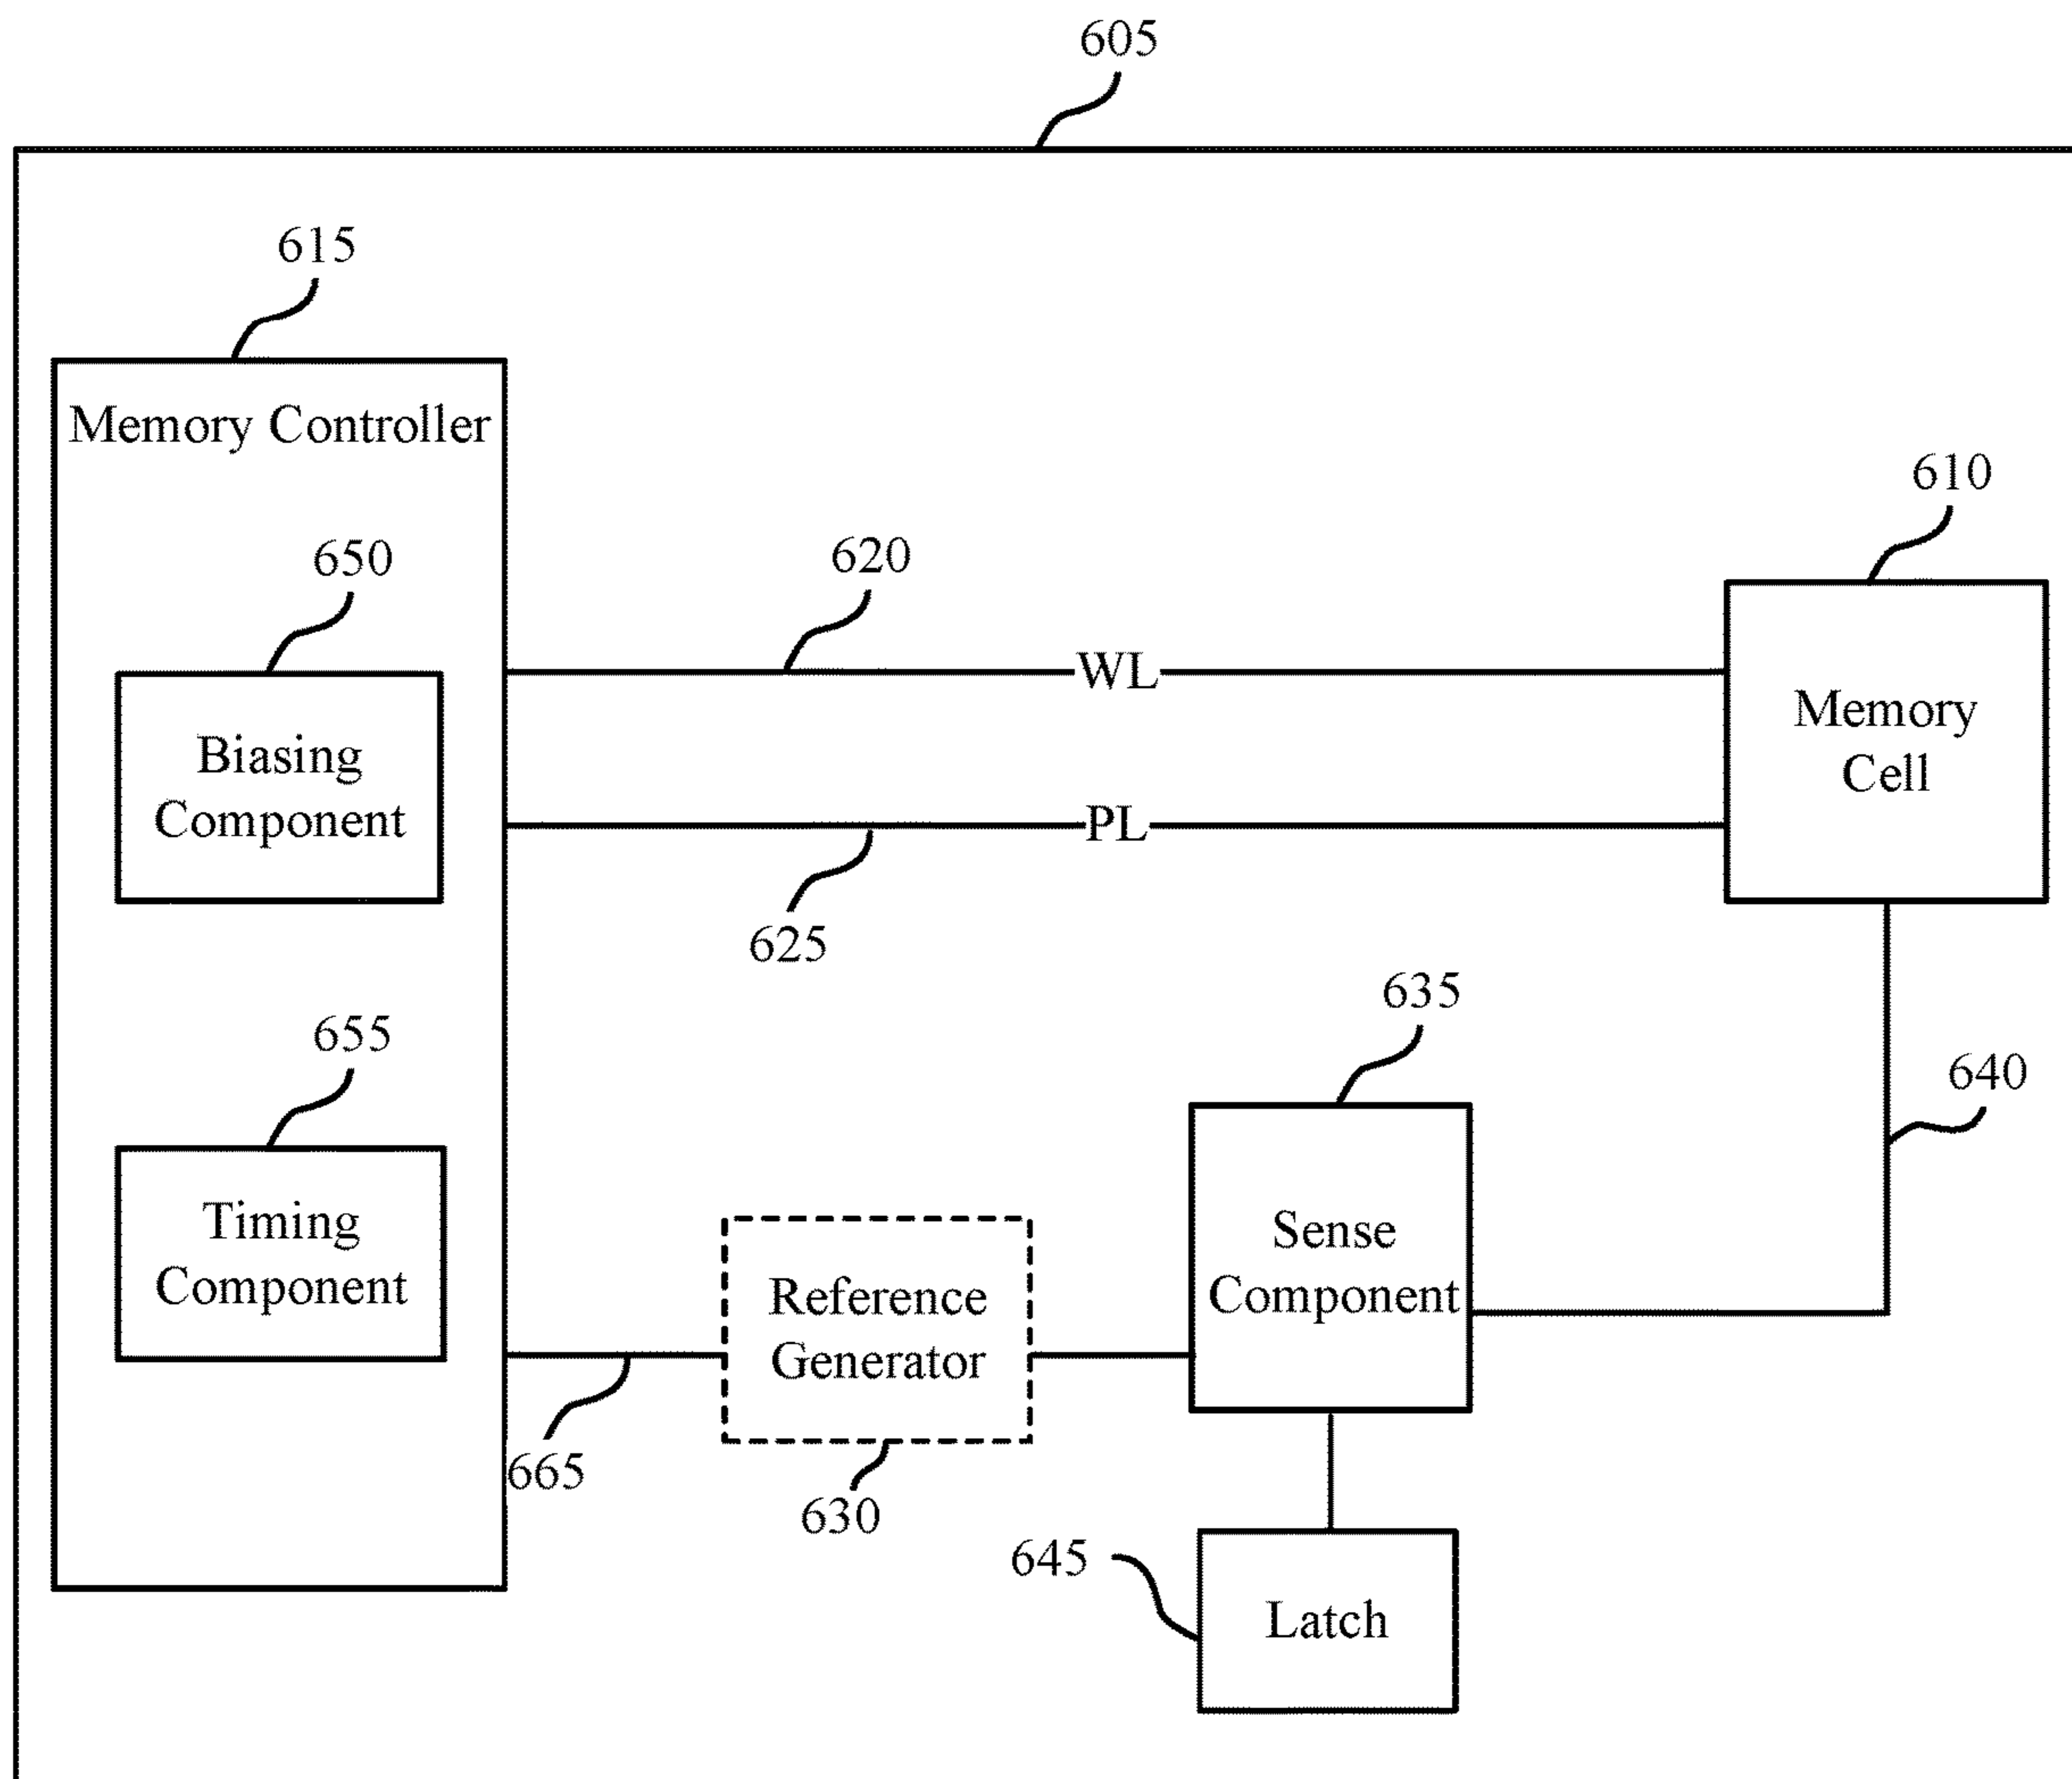 605
615
Memory Controller
610
650
620
WL
Memory
Cell
Biasing
Component
PL
625
635
655
640
Timing
Component
Sense
Component
Reference
Generator
665
630
645
Latch